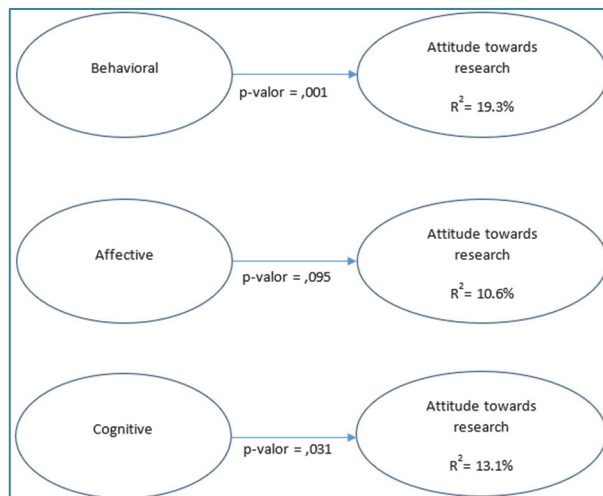 Behavioral
p-valor = ,001
Attitude towards
research
R²= 19.3%
Affective
p-valor = ,095
Attitude towards
research
R²= 10.6%
Cognitive
p-valor = ,031
Attitude towards
research
R²= 13.1%